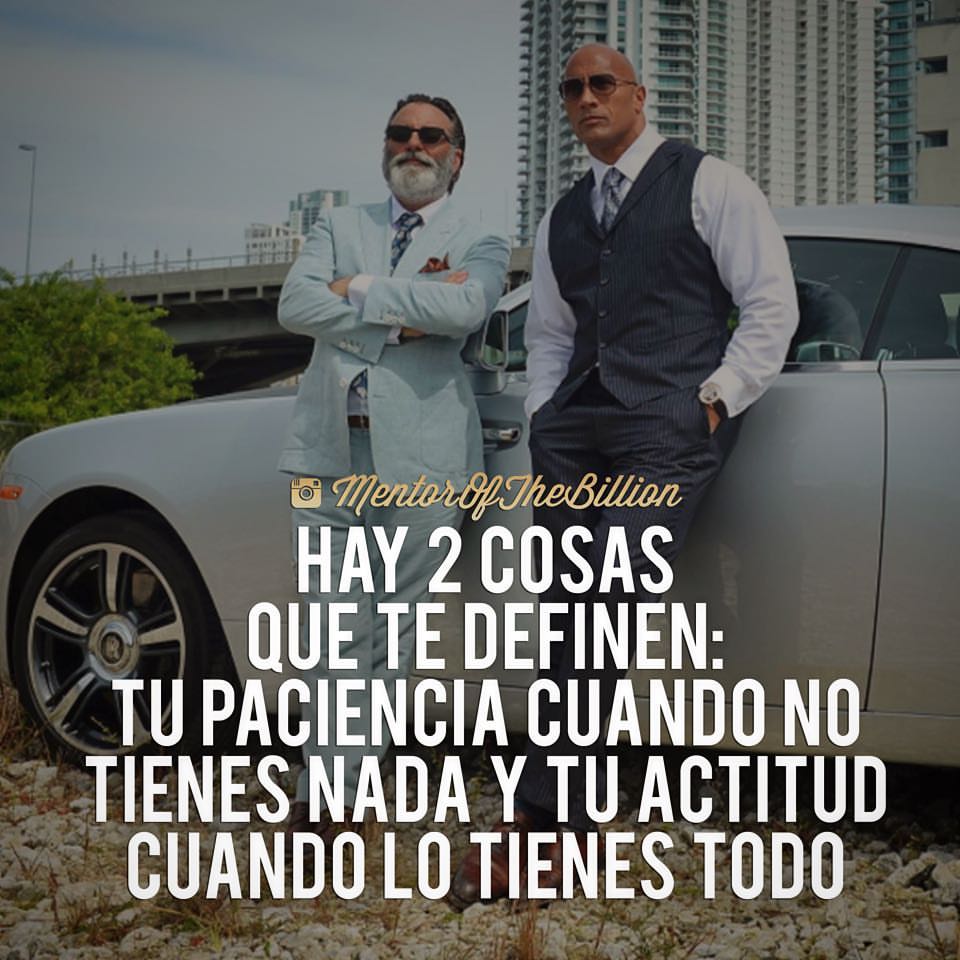 MentorOfTheBillion
HAY 2 COSAS
QUE TE DEFINEN:
TU PACIENCIA CUANDO NO
TIENES NADA Y TU ACTITUD
CUANDO LO TIENES TODO